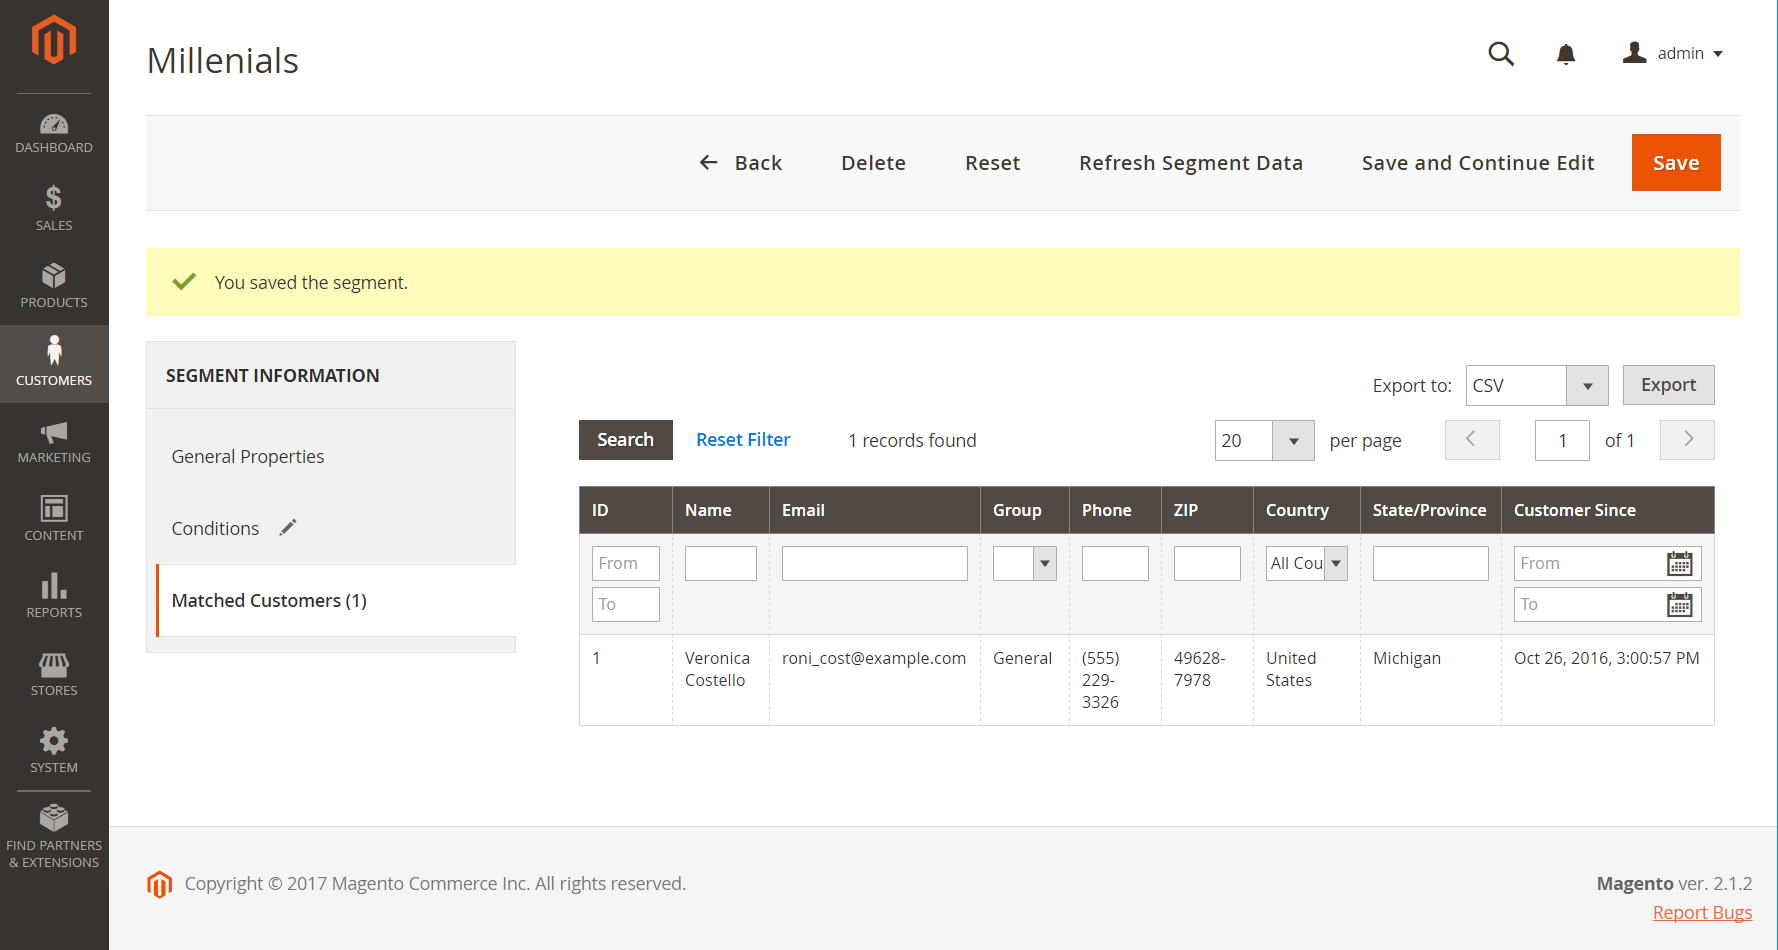 Millenials
admin
Back Delete Reset Refresh Segment Data Save and Continue Edit Save
DASHBOARD
SALES
PRODUCTS
CUSTOMERS
MARKETING
CONTENT
REPORTS
STORES
SYSTEM
FIND PARTNERS
& EXTENSIONS
You saved the segment.
SEGMENT INFORMATION
General Properties
Conditions
Matched Customers (1)
Export to: CSV Export
Search Reset Filter 1 records found 20 per page 1 of 1
ID Name Email Group Phone ZIP Country State/Province Customer Since
From All Cou From
To To
1 Veronica roni_cost@example.com General (555) 49628- United Michigan Oct 26, 2016, 3:00:57 PM
Costello 229- 7978 States
3326
Copyright © 2017 Magento Commerce Inc. All rights reserved.
Magento ver. 2.1.2
Report Bugs